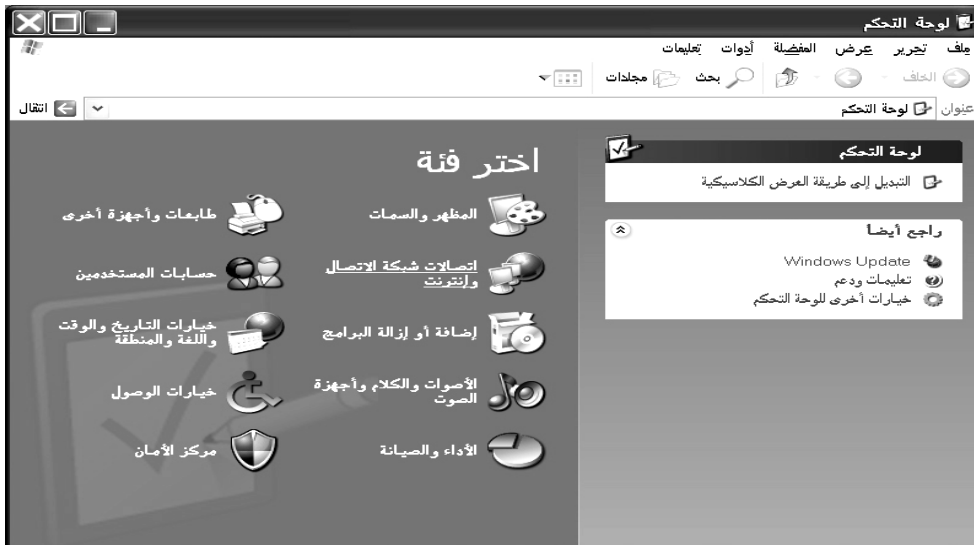 لوحة التحكم
ملف تحرير عرض المفضلة أدوات تعليمات
الخلف بحث مجلدات
عنوان لوحة التحكم انتقال
لوحة التحكم
التبديل إلى طريقة العرض الكلاسيكية
راجع أيضاً
Windows Update
تعليمات ودعم
خيارات أخرى للوحة التحكم
اختر فئة
المظهر والسمات
طابعات وأجهزة أخرى
اتصالات شبكة الاتصال
وإنترنت
حسابات المستخدمين
إضافة أو إزالة البرامج
خيارات التاريخ والوقت
واللغة والمنطقة
الأصوات والكلام وأجهزة
الصوت
خيارات الوصول
الأداء والصيانة
مركز الأمان